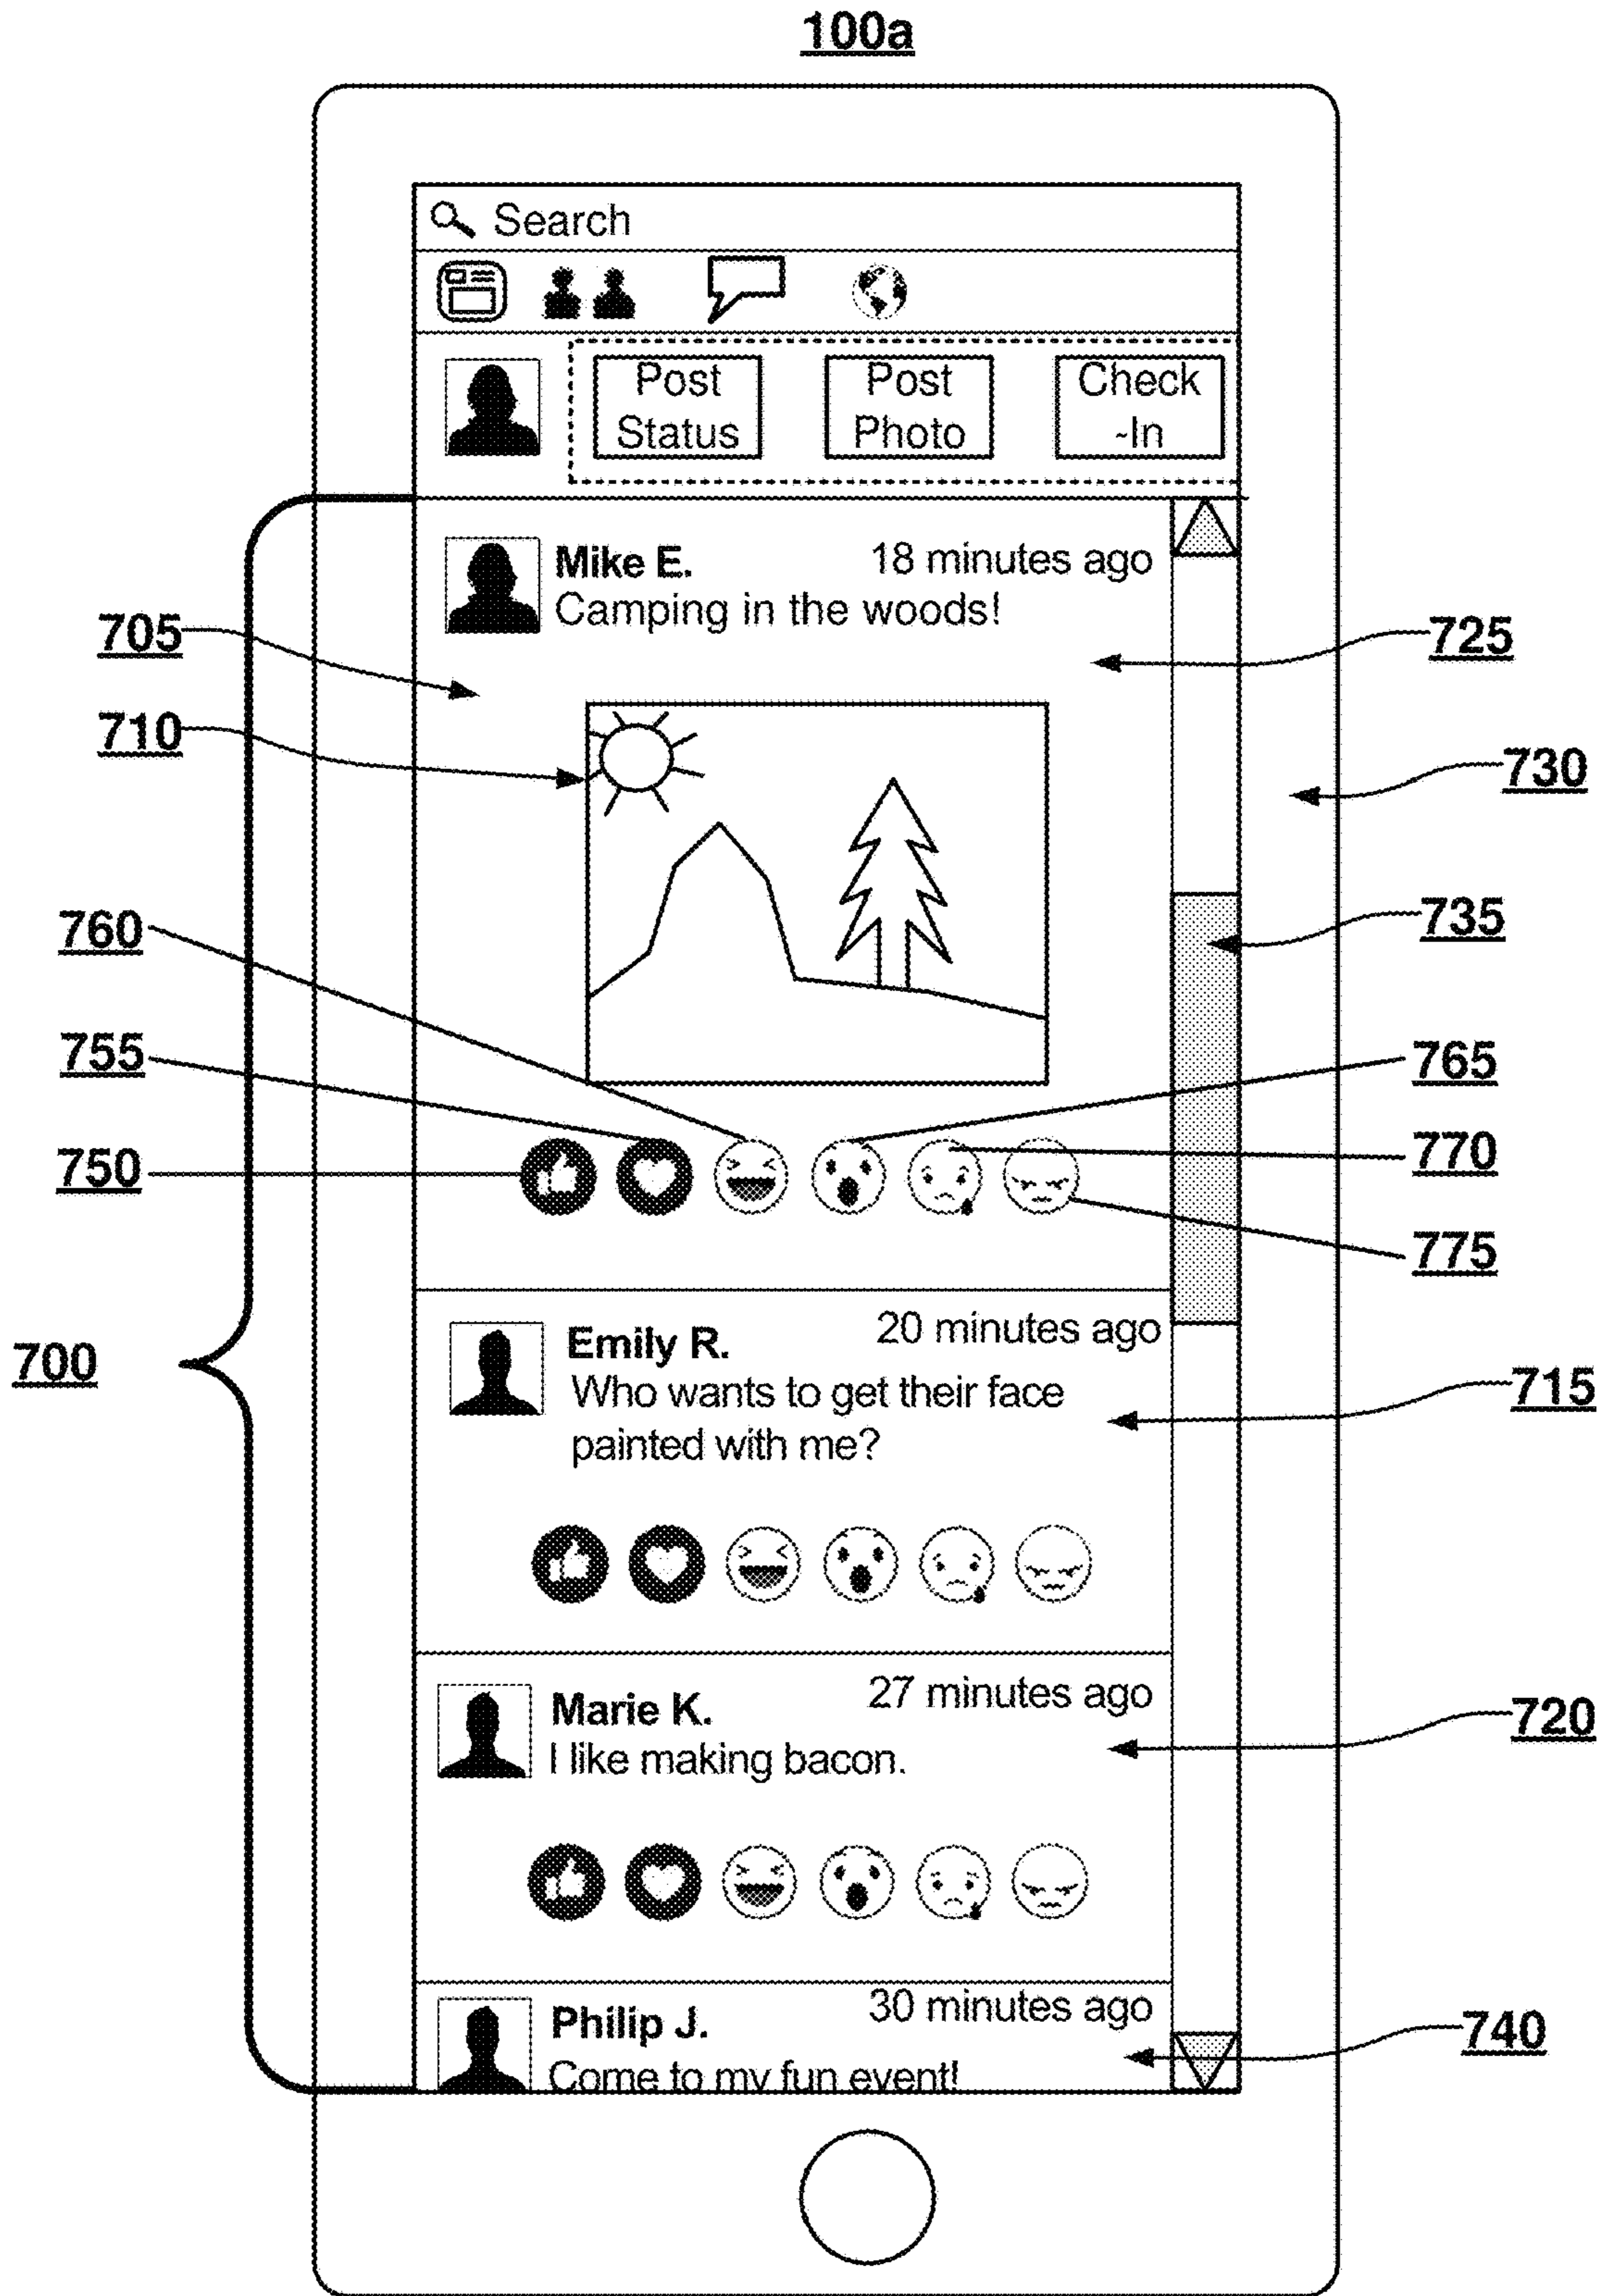 100a
Search
Post
Status
Post
Photo
Check
-In
Mike E.
18 minutes ago
Camping in the woods!
705
725
710
730
760
735
755
765
750
770
775
Emily R.
20 minutes ago
Who wants to get their face
painted with me?
700
715
Marie K.
27 minutes ago
I like making bacon.
720
Philip J.
30 minutes ago
Come to my fun event!
740